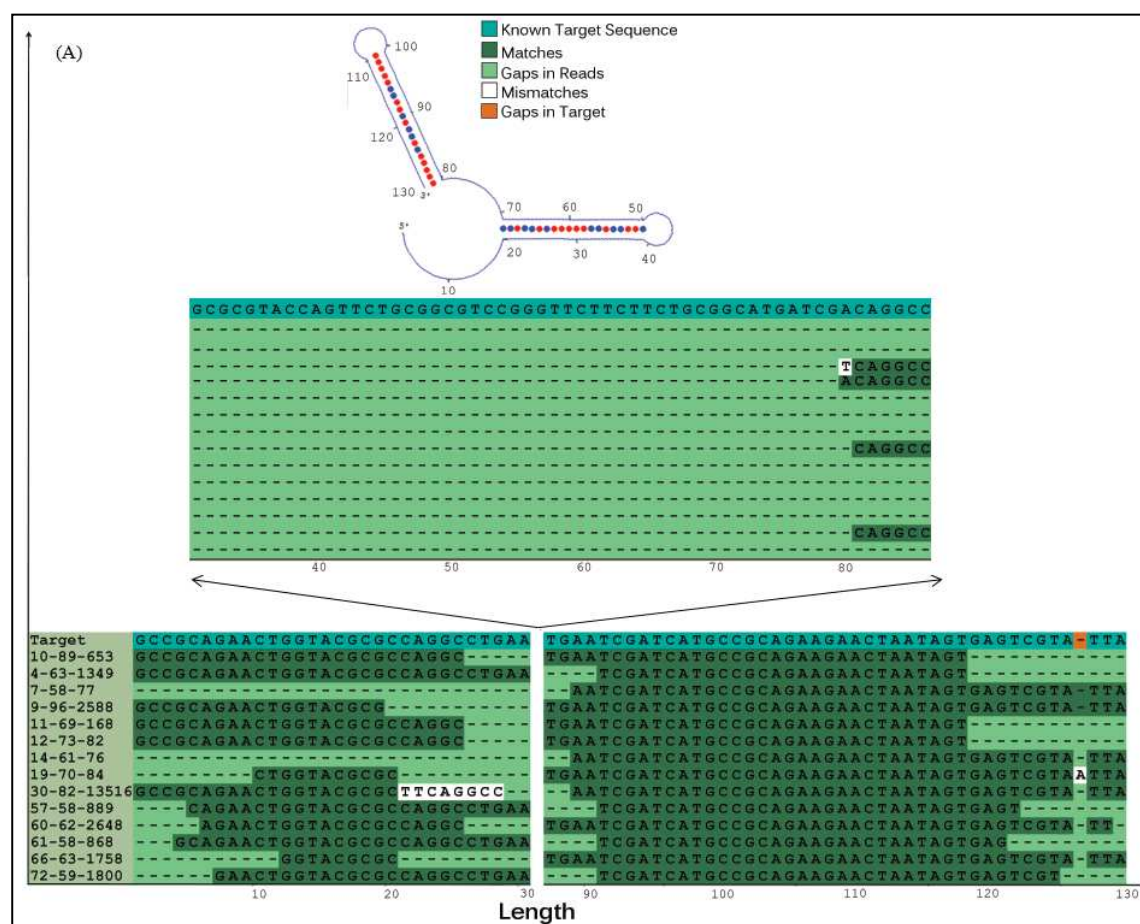 (A)
Known Target Sequence
Matches
Gaps in Reads
Mismatches
Gaps in Target
100
110
90
120
80
130
3'
5'
70 60 50
20 30 40
10
GCGCGTACCAGTTCTGCGGCGTCCGGGTTCTTCTTCTGCGGCATGATCGACAGGCC
--------------------------------------------------------
--------------------------------------------------------
-------------------------------------------------TCAGGCC
-------------------------------------------------ACAGGCC
--------------------------------------------------------
--------------------------------------------------------
--------------------------------------------------------
--------------------------------------------------CAGGCC
--------------------------------------------------------
--------------------------------------------------------
--------------------------------------------------------
--------------------------------------------------------
--------------------------------------------------CAGGCC
--------------------------------------------------------
40 50 60 70 80
Target GCCGCAGAACTGGTACGCGCCAGGCCTGAA TGAATCGATCATGCCGCAGAAGAACTAATAGTGAGTCGTA-TTA
10-89-653 GCCGCAGAACTGGTACGCGCCAGGC----- TGAATCGATCATGCCGCAGAAGAACTAATAGT------------
4-63-1349 GCCGCAGAACTGGTACGCGCCAGGCCTGAA ----TCGATCATGCCGCAGAAGAACTAATAGT------------
7-58-77 ------------------------------ --AATCGATCATGCCGCAGAAGAACTAATAGTGAGTCGTA-TTA
9-96-2588 GCCGCAGAACTGGTACGCG----------- TGAATCGATCATGCCGCAGAAGAACTAATAGTGAGTCGTA-TTA
11-69-168 GCCGCAGAACTGGTACGCGCCAGGC----- TGAATCGATCATGCCGCAGAAGAACTAATAGT------------
12-73-82 GCCGCAGAACTGGTACGCGCCAGGC----- TGAATCGATCATGCCGCAGAAGAACTAATAGT------------
14-61-76 ------------------------------ --AATCGATCATGCCGCAGAAGAACTAATAGTGAGTCGTA-TTA
19-70-84 ---------CTGGTACGCGC---------- TGAATCGATCATGCCGCAGAAGAACTAATAGTGAGTCGTAATTA
30-82-13516 GCCGCAGAACTGGTACGCGCTTCAGGCC-- --AATCGATCATGCCGCAGAAGAACTAATAGTGAGTCGTA-TTA
57-58-889 ----CAGAACTGGTACGCGCCAGGCCTGAA ----TCGATCATGCCGCAGAAGAACTAATAGTGAGT--------
60-62-2648 -----AGAACTGGTACGCGCCAGGC----- TGAATCGATCATGCCGCAGAAGAACTAATAGTGAGTCGTA-TT-
61-58-868 ---GCAGAACTGGTACGCGCCAGGCCTGAA ----TCGATCATGCCGCAGAAGAACTAATAGTGAG---------
66-63-1758 -----------GGTACGCGC---------- TGAATCGATCATGCCGCAGAAGAACTAATAGTGAGTCGTA-TTA
72-59-1800 ------GAACTGGTACGCGCCAGGCCTGAA ----TCGATCATGCCGCAGAAGAACTAATAGTGAGTCGT-----
10 20 30 90 100 110 120 130
Length